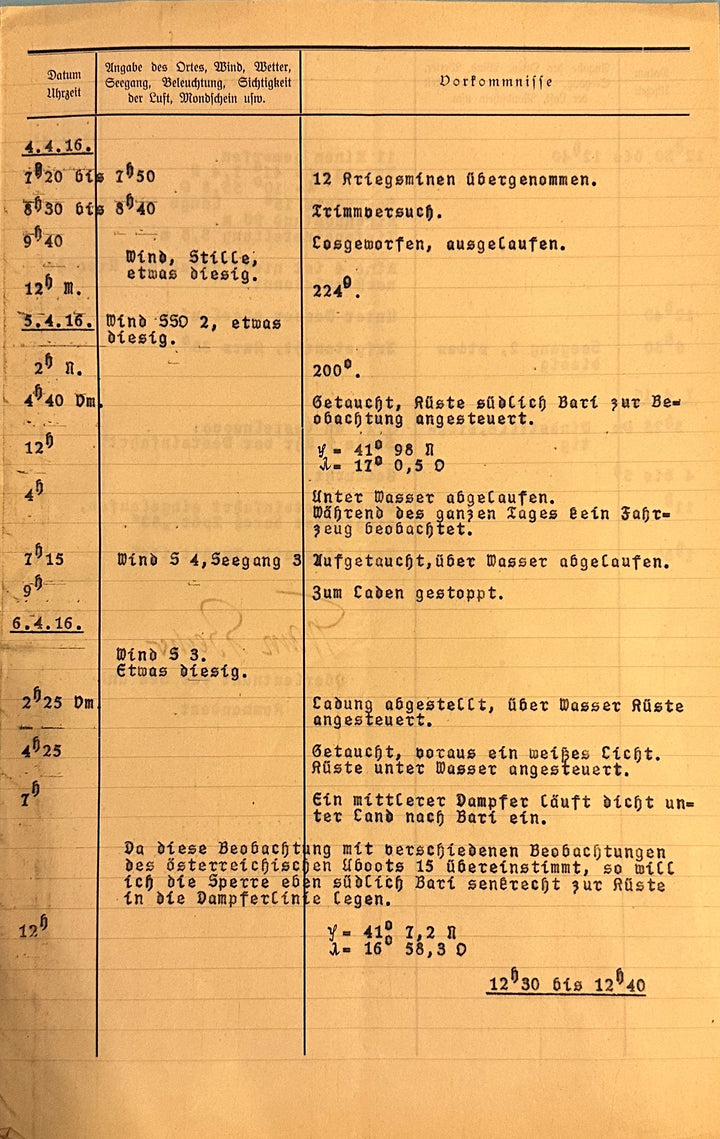 Datum
Uhrzeit
Angabe des Ortes, Wind, Wetter,
Seegang, Beleuchtung, Sichtigkeit
der Luft, Mondschein usw.
Vorkommnisse
4.4.16.
7h20 bis 7h50
12 Kriegsminen übergenommen.
8h30 bis 8h40
Trimmversuch.
9h40
Losgeworfen, ausgelaufen.
Wind, Stille,
etwas diesig.
12h M.
224°.
5.4.16.
Wind SSO 2, etwas
diesig.
2h N.
200°.
4h40 Vm.
Getaucht, Küste südlich Bari zur Be=
obachtung angesteuert.
12h
φ = 41° 98 N
λ = 17° 0,5 O
4h
Unter Wasser abgelaufen.
Während des ganzen Tages kein Fahr=
zeug beobachtet.
7h15
Wind S 4, Seegang 3
Aufgetaucht, über Wasser abgelaufen.
9h
Zum Laden gestoppt.
6.4.16.
Wind S 3.
Etwas diesig.
2h25 Vm
Ladung abgestellt, über Wasser Küste
angesteuert.
4h25
Getaucht, voraus ein weißes Licht.
Küste unter Wasser angesteuert.
7h
Ein mittlerer Dampfer läuft dicht un=
ter Land nach Bari ein.
Da diese Beobachtung mit verschiedenen Beobachtungen
des österreichischen Uboots 15 übereinstimmt, so will
ich die Sperre eben südlich Bari senkrecht zur Küste
in die Dampferlinie legen.
12h
φ = 41° 7,2 N
λ = 16° 58,3 O
12h30 bis 12h40